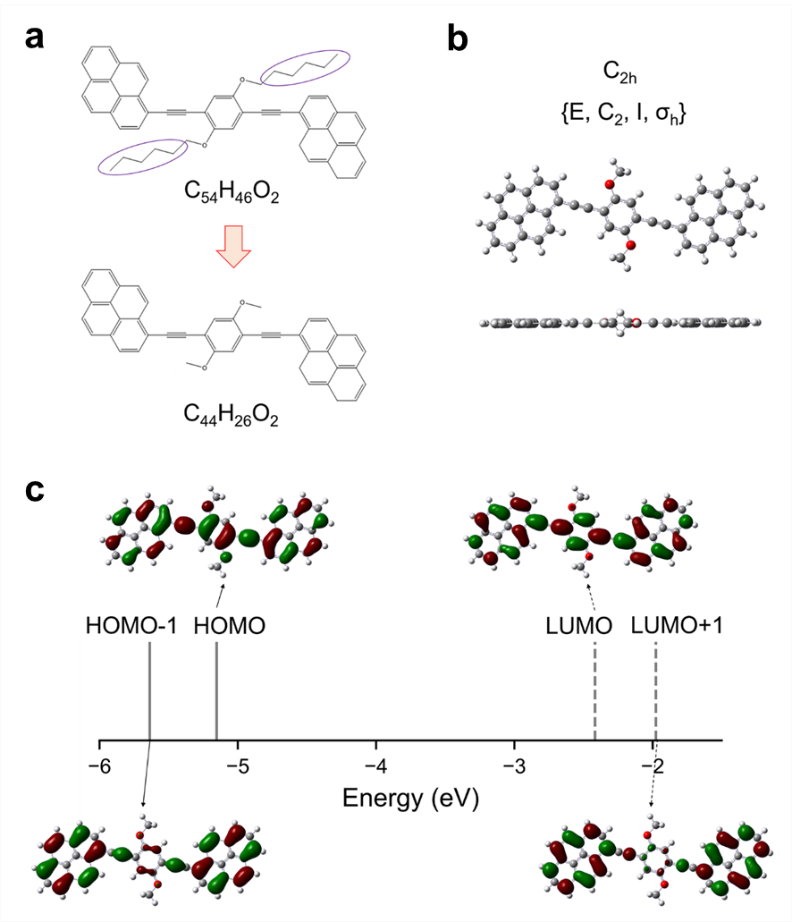 a
b
O
O
C₅₄H₄₆O₂
O
O
C₄₄H₂₆O₂
C₂ₕ
{E, C₂, I, σₕ}
c
HOMO-1 HOMO LUMO LUMO+1
−6 −5 −4 −3 −2
Energy (eV)